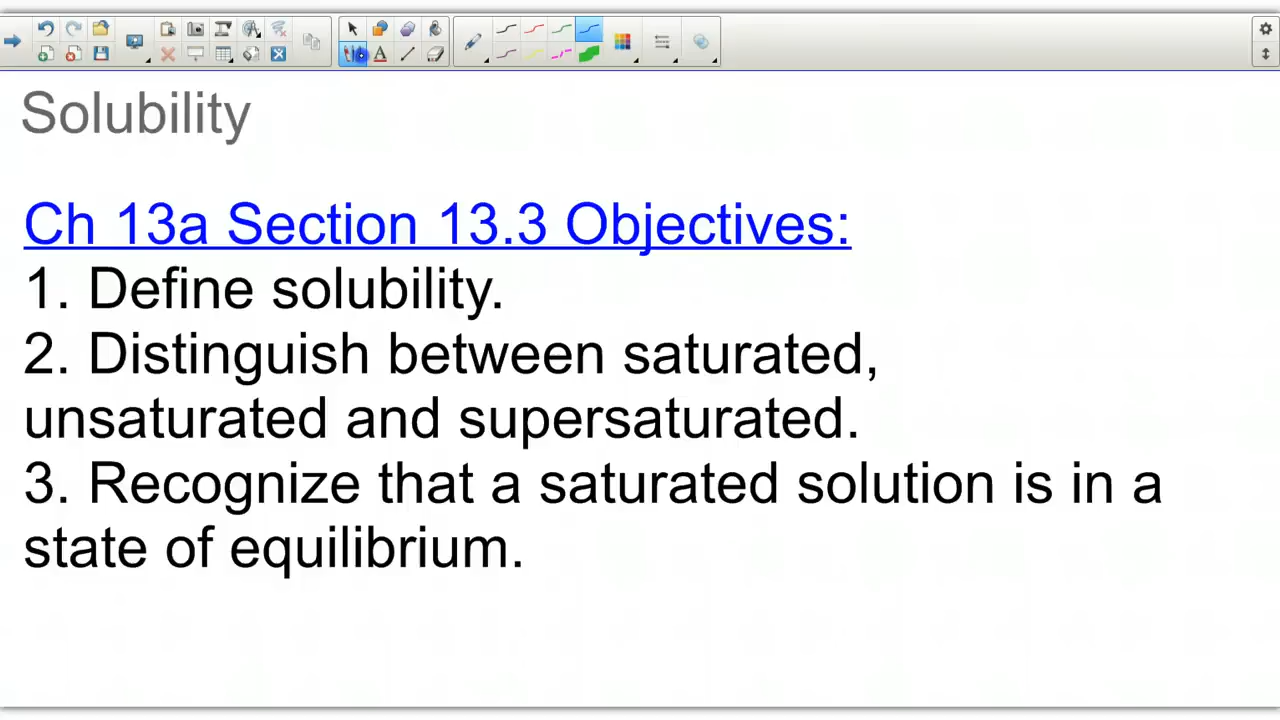 Solubility
Ch 13a Section 13.3 Objectives:
1. Define solubility.
2. Distinguish between saturated,
unsaturated and supersaturated.
3. Recognize that a saturated solution is in a
state of equilibrium.